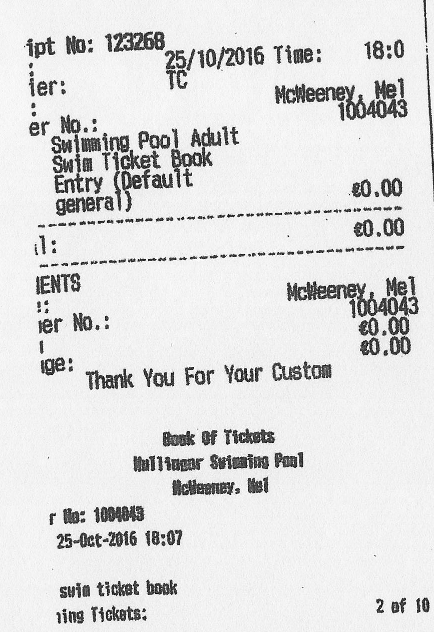 ipt No: 123268
: 25/10/2016 Time: 18:0
ier: TC
: McWeeney, Mel
er No.: 1004043
Swimming Pool Adult
Swim Ticket Book
Entry (Default
general) €0.00
il: €0.00
MENTS
: McWeeney, Mel
er No.: 1004043
€0.00
ge: €0.00
Thank You For Your Custom
Book Of Tickets
Mullingar Swimming Pool
McWeeney, Mel
r No: 1004043
25-Oct-2016 18:07
swim ticket book
ning Tickets: 2 of 10